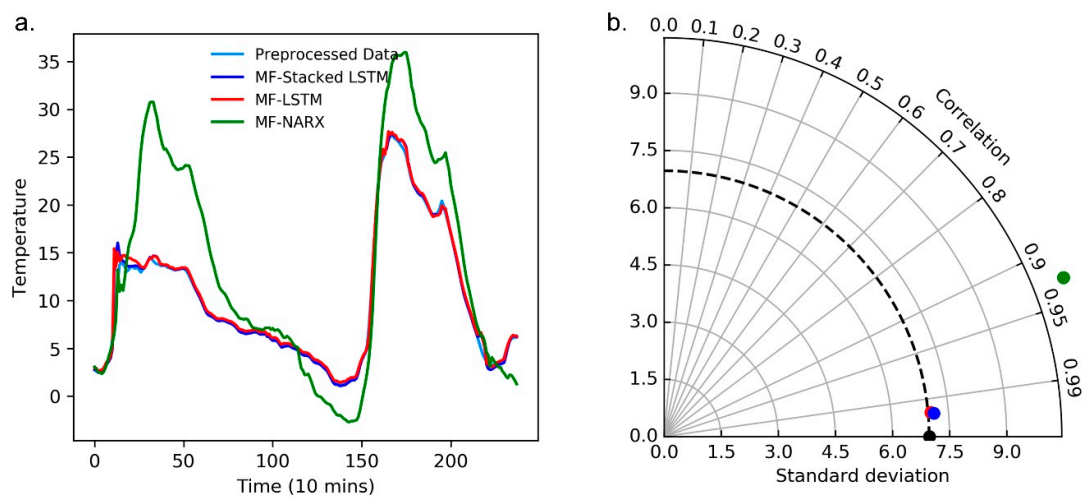 a.
Preprocessed Data
MF-Stacked LSTM
MF-LSTM
MF-NARX
35
30
25
20
15
10
5
0
Temperature
0 50 100 150 200
Time (10 mins)
b.
0.0 0.1 0.2 0.3 0.4 0.5 0.6 0.7 0.8 0.9 0.95 0.99
Correlation
9.0
7.5
6.0
4.5
3.0
1.5
0.0
0.0 1.5 3.0 4.5 6.0 7.5 9.0
Standard deviation